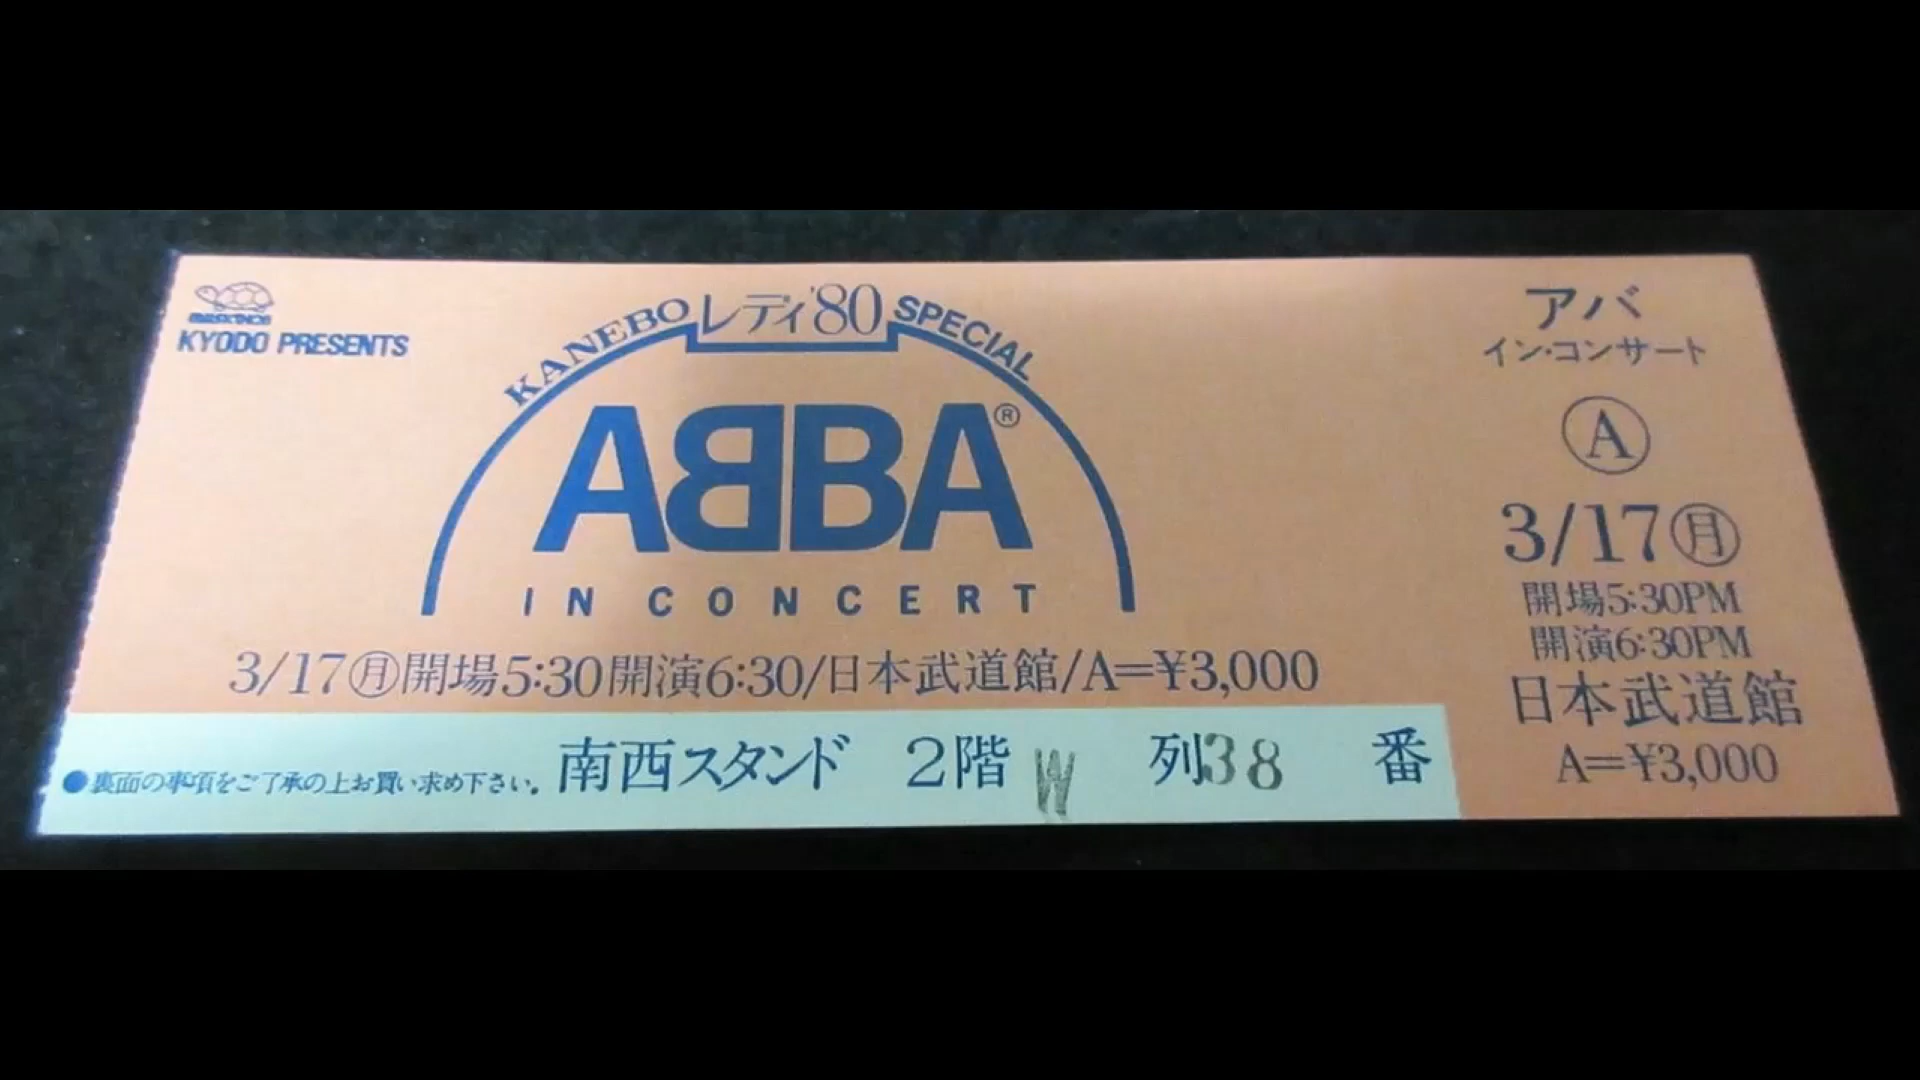 KYODO PRESENTS
KANEBO レディ'80 SPECIAL
ABBA®
IN CONCERT
3/17㊊開場5:30開演6:30/日本武道館/A=¥3,000
●裏面の事項をご了承の上お買い求め下さい。 南西スタンド 2階 W 列 38 番
アバ
イン・コンサート
Ⓐ
3/17㊊
開場5:30PM
開演6:30PM
日本武道館
A=¥3,000